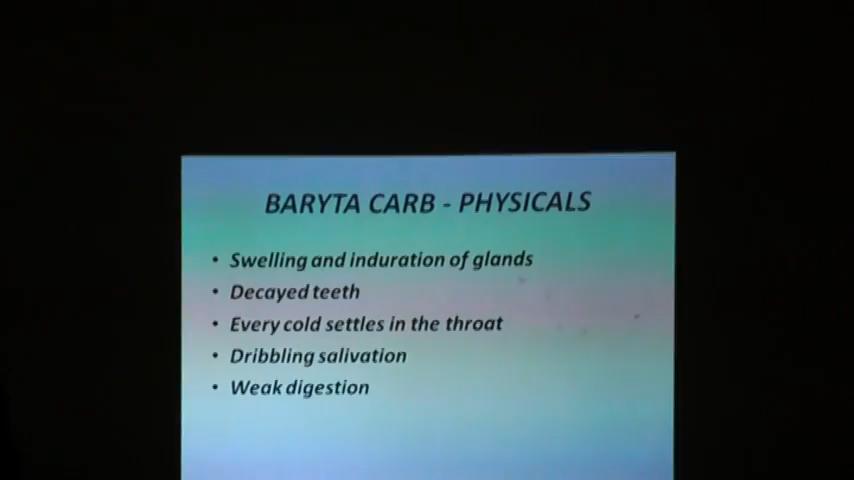 BARYTA CARB - PHYSICALS
• Swelling and induration of glands
• Decayed teeth
• Every cold settles in the throat
• Dribbling salivation
• Weak digestion